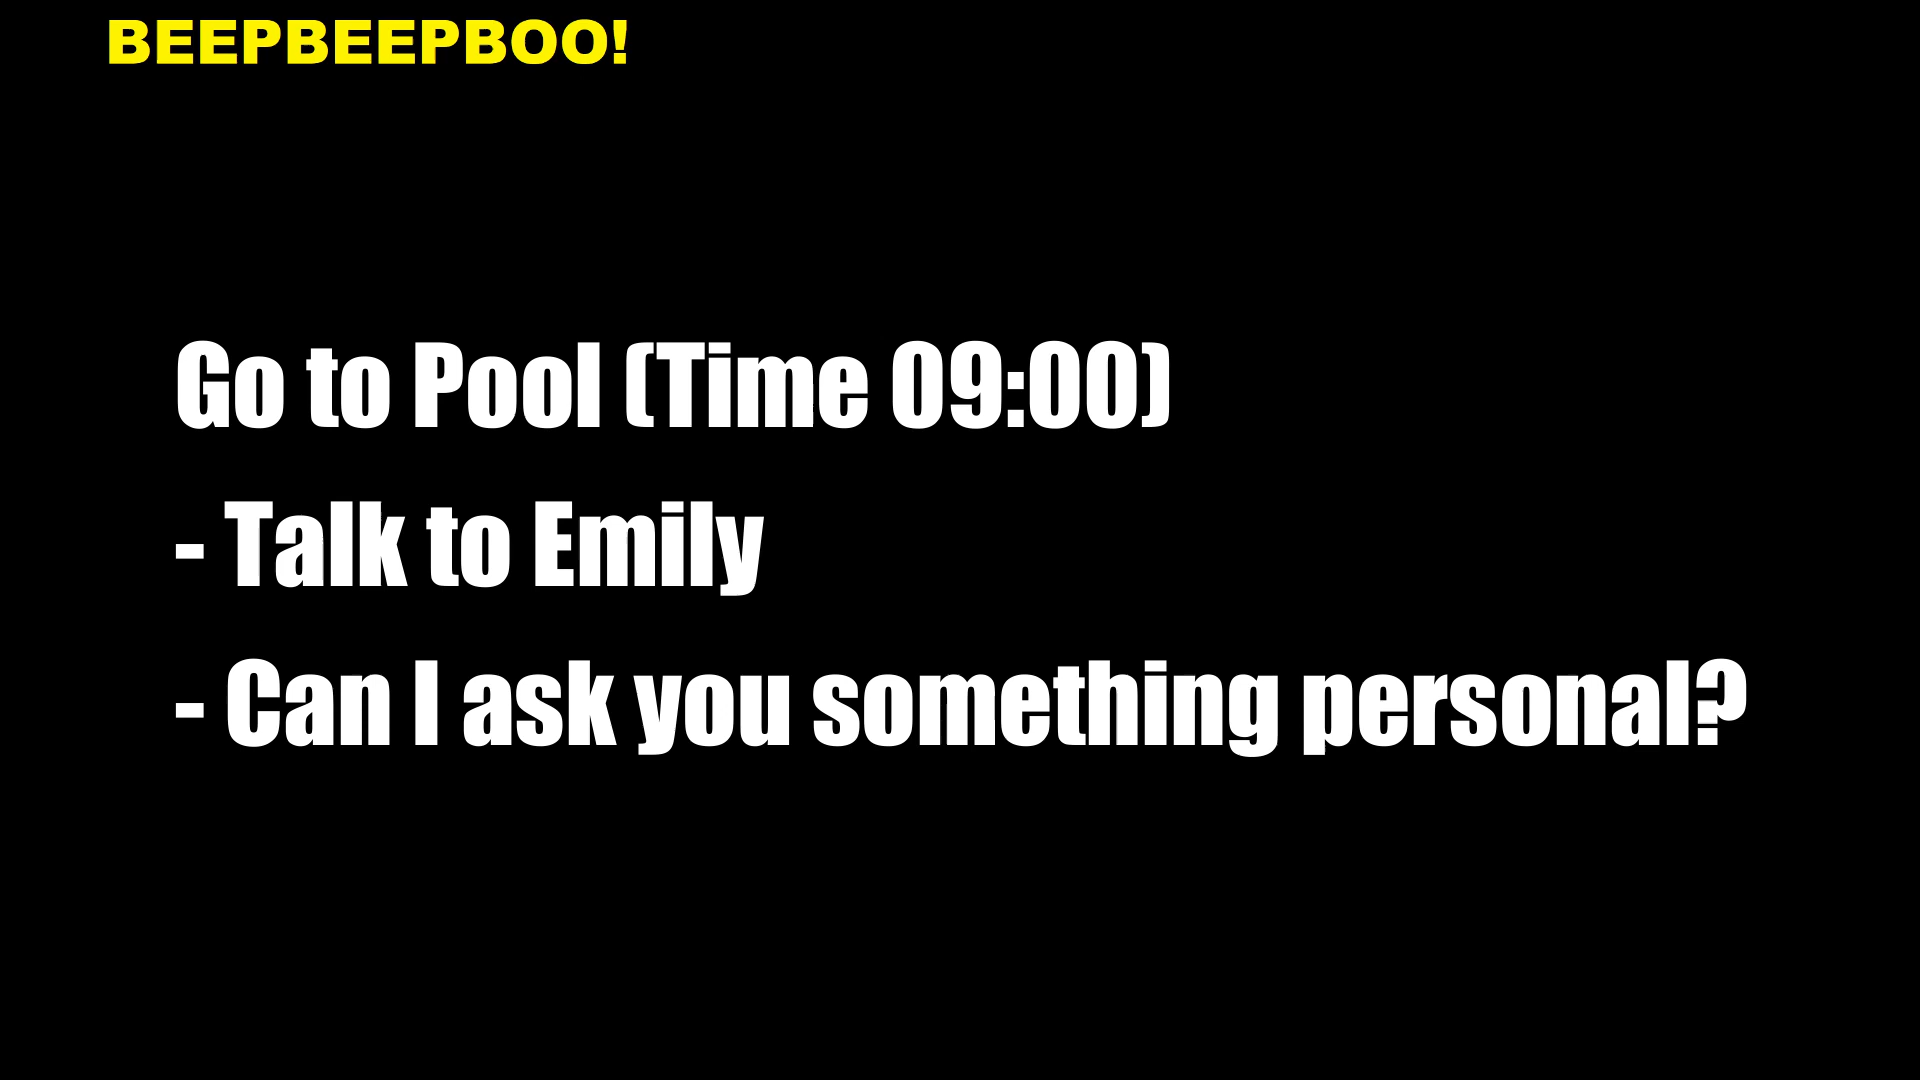 BEEPBEEPBOO!
Go to Pool (Time 09:00)
- Talk to Emily
- Can I ask you something personal?